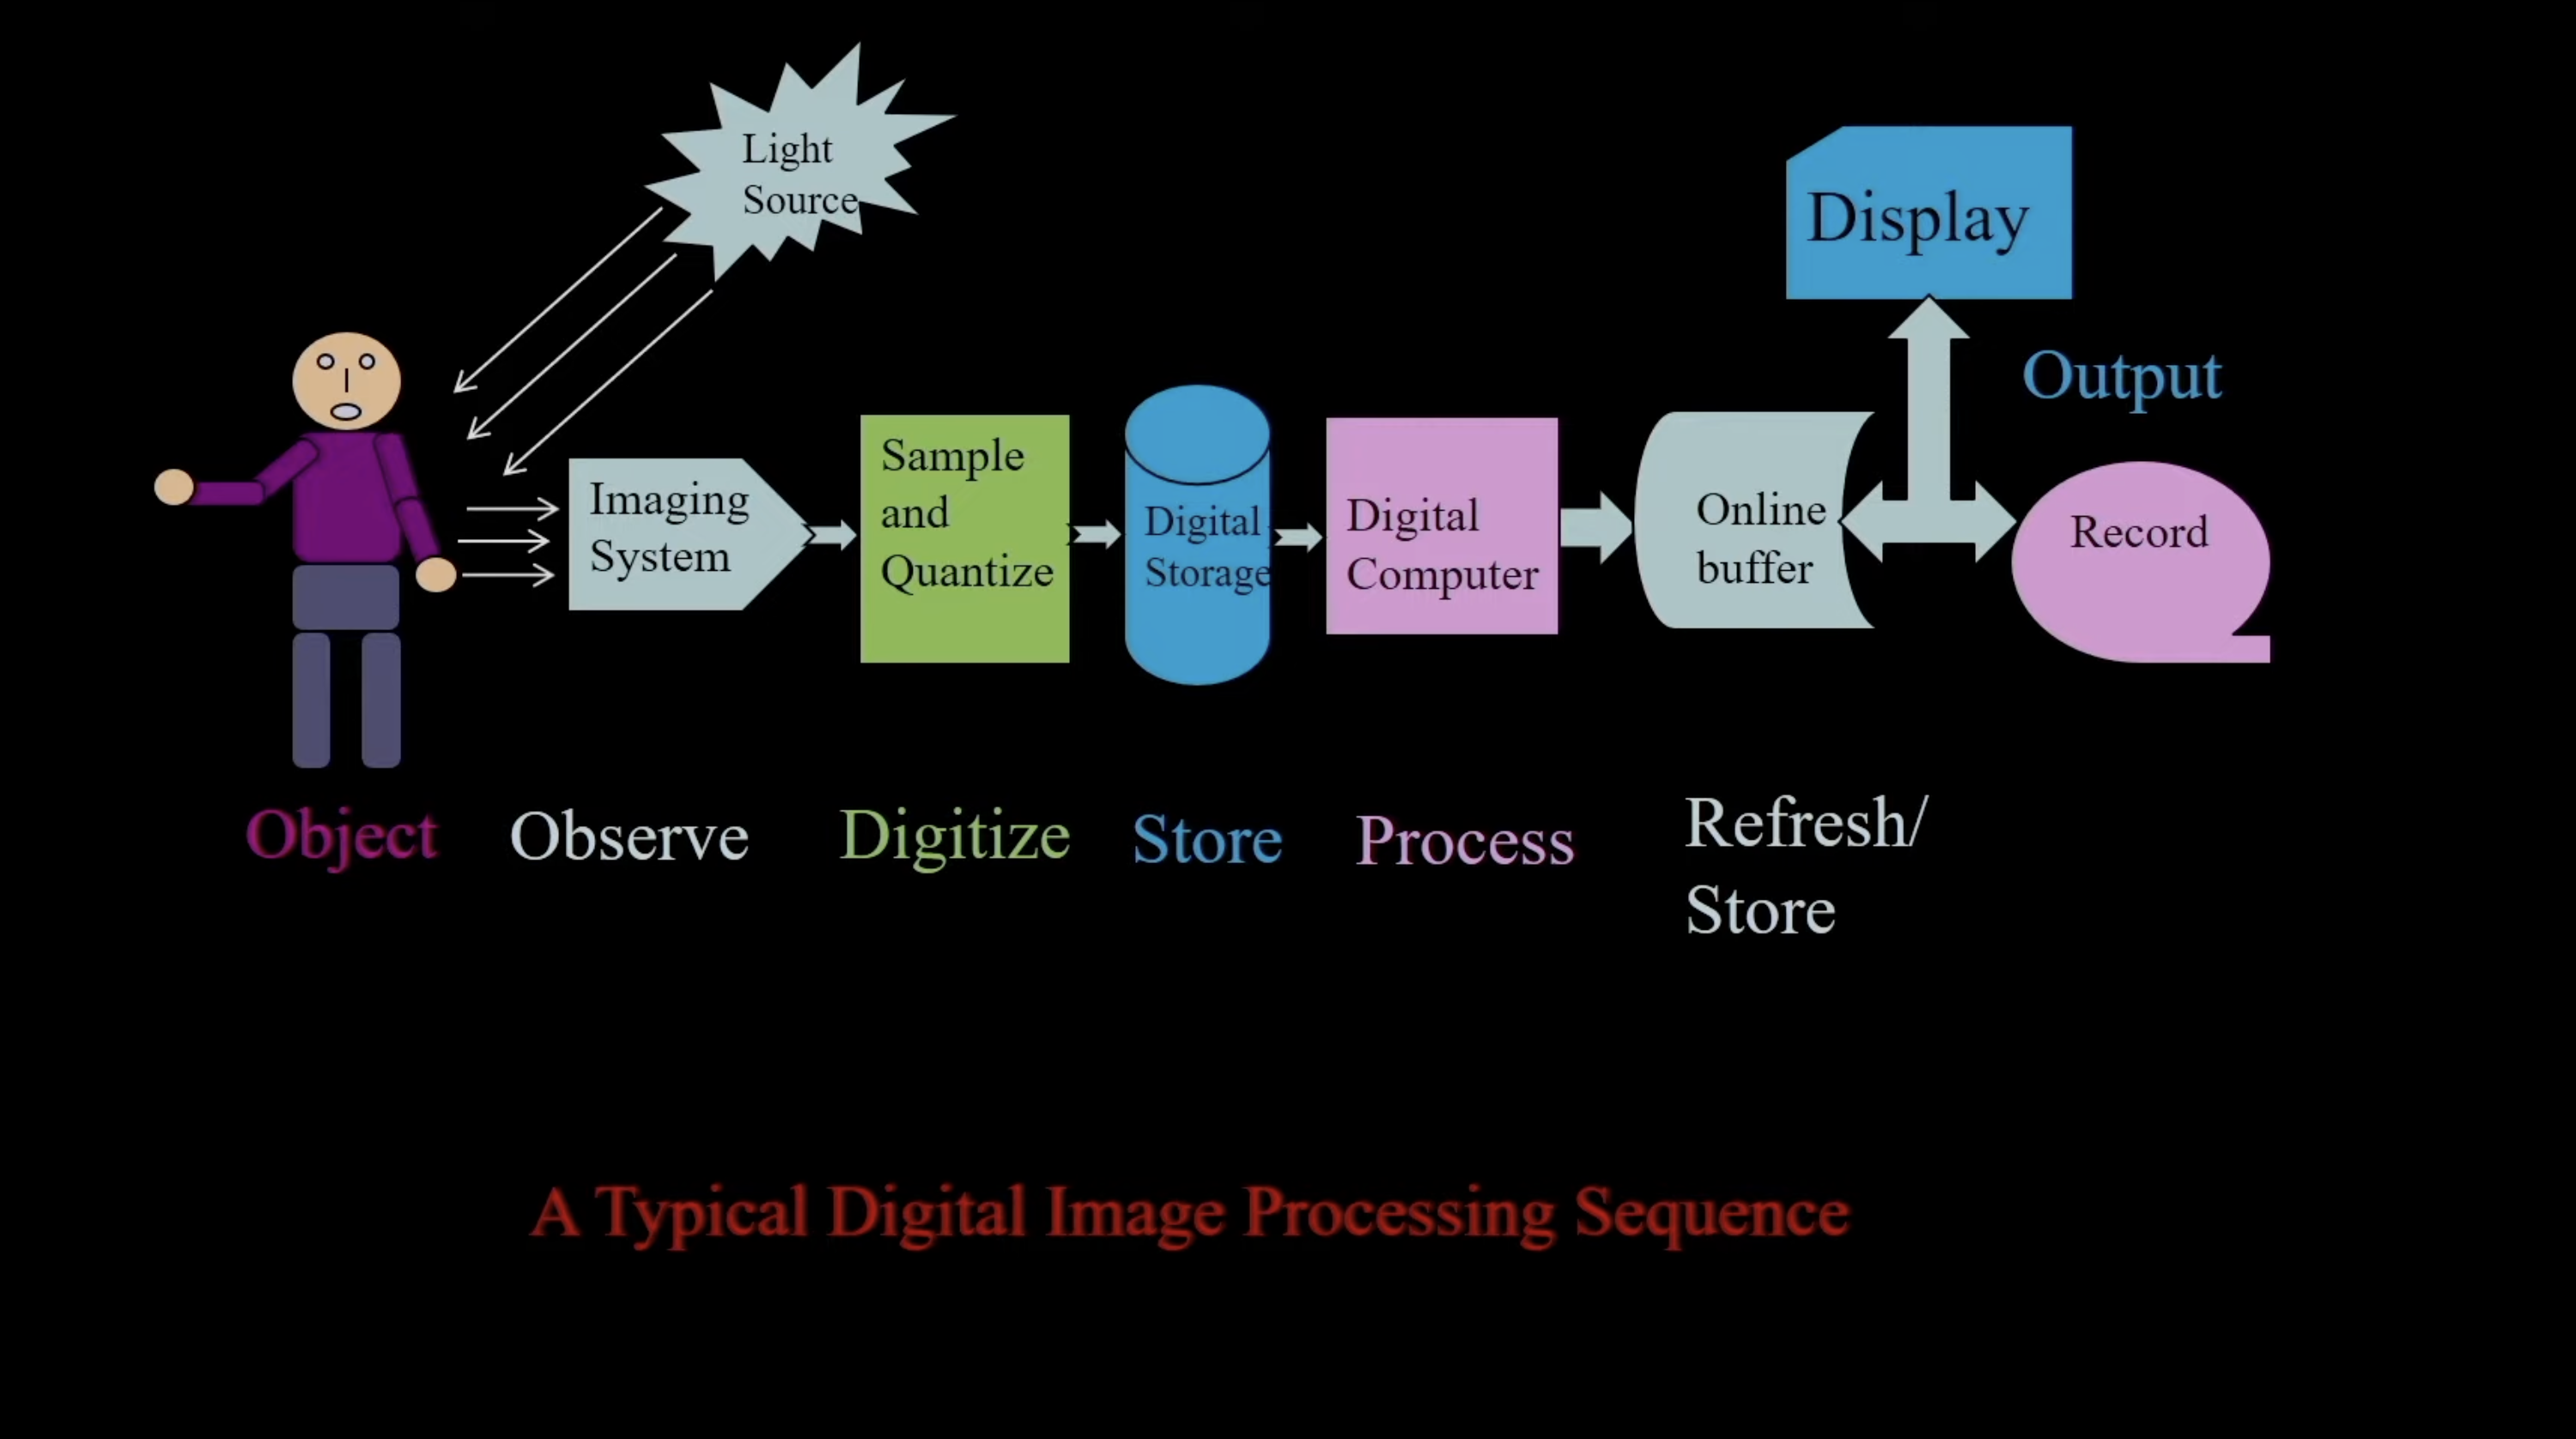 Light
Source
Display
Output
Imaging
System
Sample
and
Quantize
Digital
Storage
Digital
Computer
Online
buffer
Record
Object
Observe
Digitize
Store
Process
Refresh/
Store
A Typical Digital Image Processing Sequence